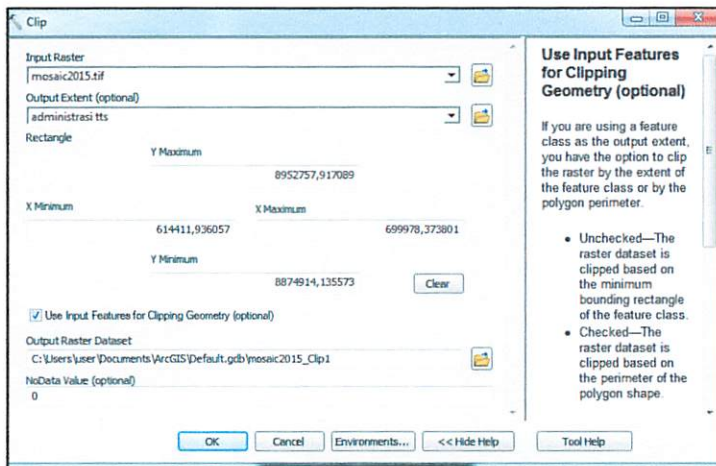 Clip
Input Raster
mosaic2015.tif
Output Extent (optional)
administrasi tts
Rectangle
Y Maximum
8952757,917089
X Minimum
X Maximum
614411,936057
699978,373801
Y Minimum
8874914,135573
Clear
Use Input Features for Clipping Geometry (optional)
Output Raster Dataset
C:\Users\user\Documents\ArcGIS\Default.gdb\mosaic2015_Clip1
NoData Value (optional)
0
OK
Cancel
Environments...
<< Hide Help
Tool Help
Use Input Features
for Clipping
Geometry (optional)
If you are using a feature
class as the output extent,
you have the option to clip
the raster by the extent of
the feature class or by the
polygon perimeter.
• Unchecked—The
raster dataset is
clipped based on
the minimum
bounding rectangle
of the feature class.
• Checked—The
raster dataset is
clipped based on
the perimeter of the
polygon shape.